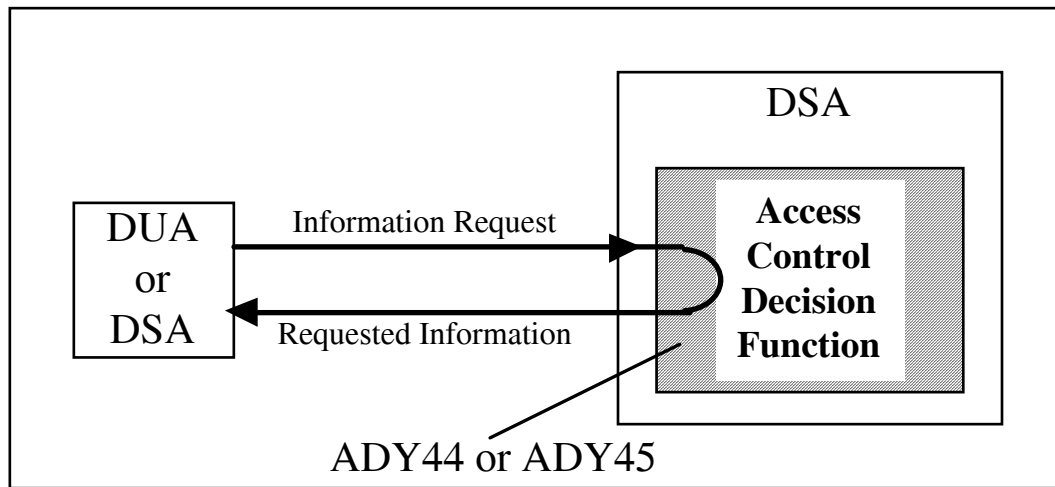 DSA
DUA
or
DSA
Information Request
Requested Information
Access
Control
Decision
Function
ADY44 or ADY45